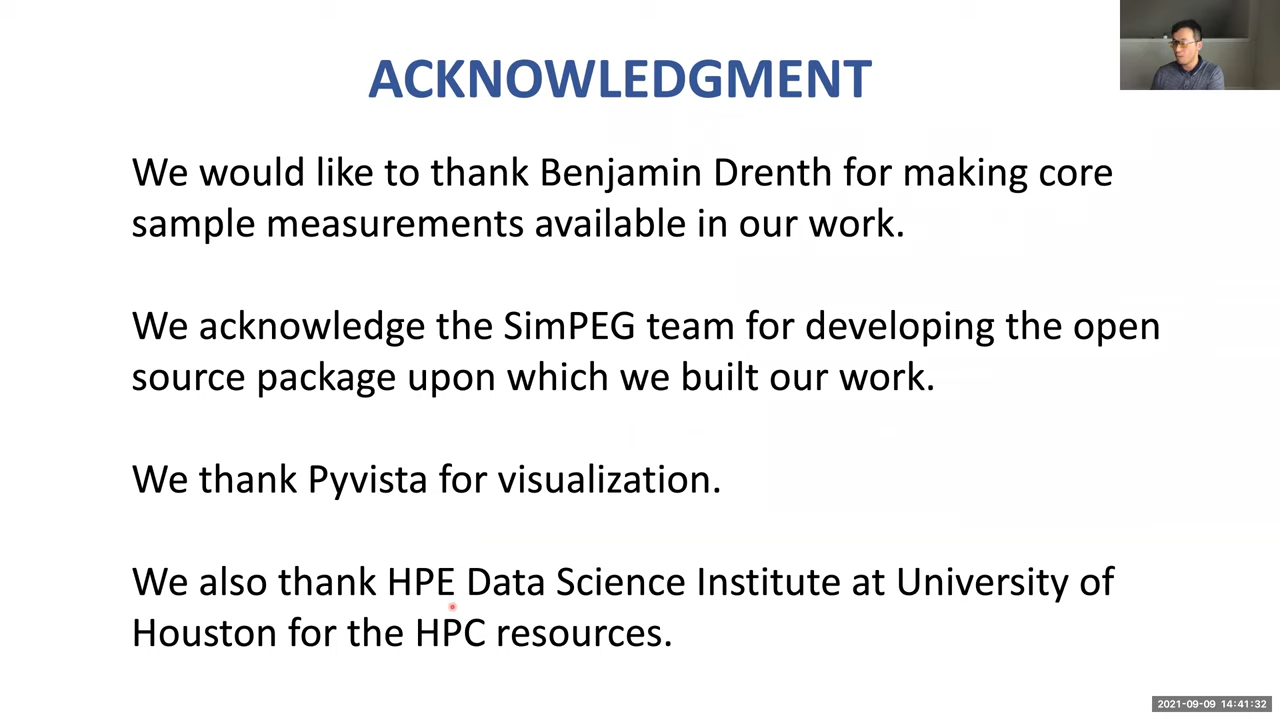 ACKNOWLEDGMENT
We would like to thank Benjamin Drenth for making core
sample measurements available in our work.
We acknowledge the SimPEG team for developing the open
source package upon which we built our work.
We thank Pyvista for visualization.
We also thank HPE Data Science Institute at University of
Houston for the HPC resources.
2021-09-09 14:41:32